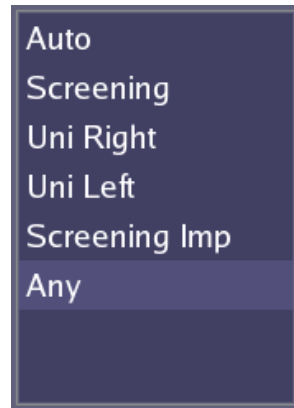 Auto
Screening
Uni Right
Uni Left
Screening Imp
Any